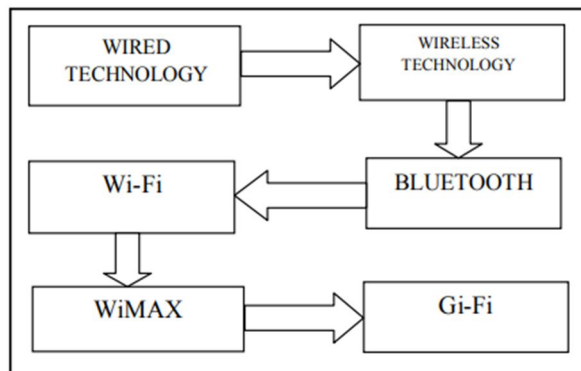 WIRED
TECHNOLOGY
WIRELESS
TECHNOLOGY
BLUETOOTH
Wi-Fi
WiMAX
Gi-Fi